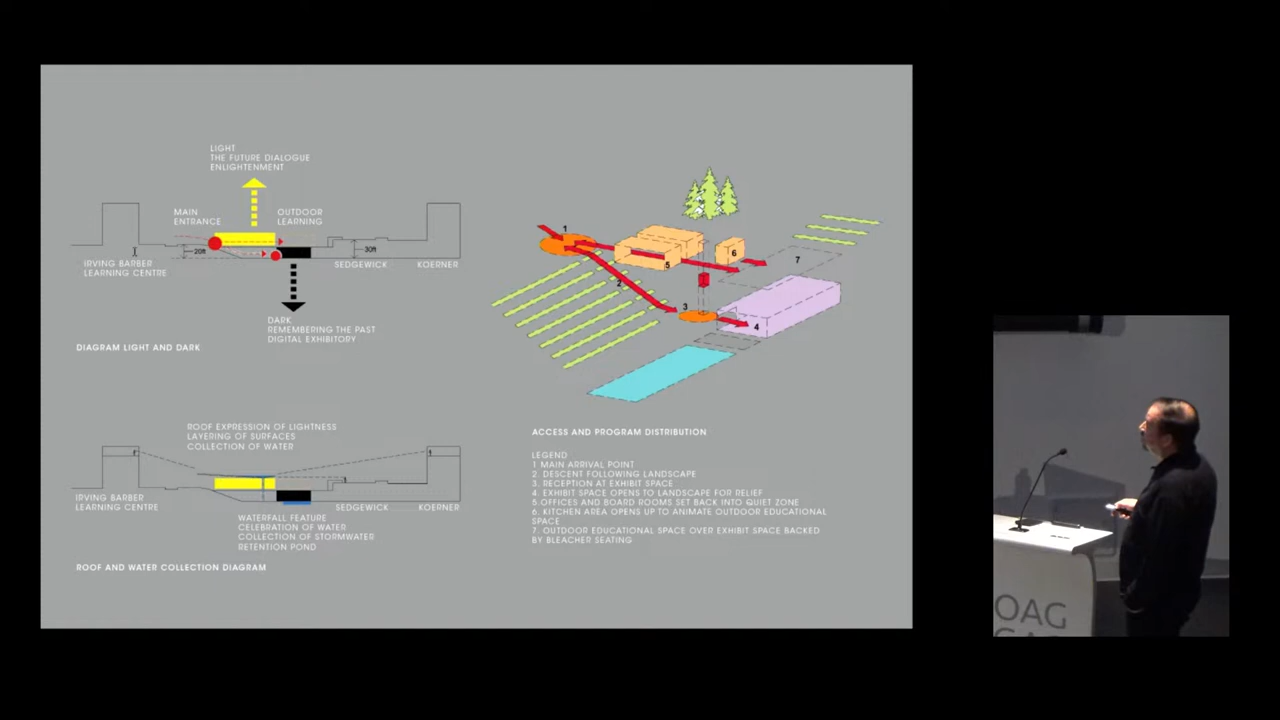 LIGHT
THE FUTURE DIALOGUE
ENLIGHTENMENT
MAIN
ENTRANCE
OUTDOOR
LEARNING
20ft
30ft
IRVING BARBER
LEARNING CENTRE
SEDGEWICK
KOERNER
DARK
REMEMBERING THE PAST
DIGITAL EXHIBITORY
DIAGRAM LIGHT AND DARK
ROOF EXPRESSION OF LIGHTNESS
LAYERING OF SURFACES
COLLECTION OF WATER
IRVING BARBER
LEARNING CENTRE
SEDGEWICK
KOERNER
WATERFALL FEATURE
CELEBRATION OF WATER
COLLECTION OF STORMWATER
RETENTION POND
ROOF AND WATER COLLECTION DIAGRAM
1
2
3
4
5
6
7
ACCESS AND PROGRAM DISTRIBUTION
LEGEND
1 MAIN ARRIVAL POINT
2. DESCENT FOLLOWING LANDSCAPE
3. RECEPTION AT EXHIBIT SPACE
4. EXHIBIT SPACE OPENS TO LANDSCAPE FOR RELIEF
5 OFFICES AND BOARD ROOMS SET BACK INTO QUIET ZONE
6. KITCHEN AREA OPENS UP TO ANIMATE OUTDOOR EDUCATIONAL
SPACE
7. OUTDOOR EDUCATIONAL SPACE OVER EXHIBIT SPACE BACKED
BY BLEACHER SEATING
OAG